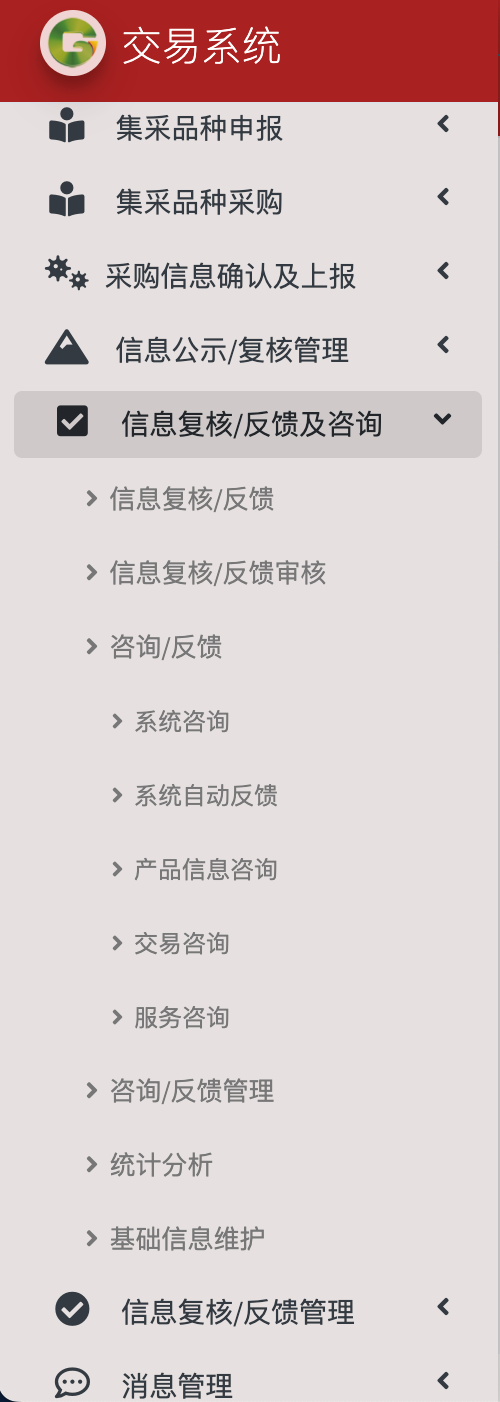 交易系统
集采品种申报
集采品种采购
采购信息确认及上报
信息公示/复核管理
信息复核/反馈及咨询
信息复核/反馈
信息复核/反馈审核
咨询/反馈
系统咨询
系统自动反馈
产品信息咨询
交易咨询
服务咨询
咨询/反馈管理
统计分析
基础信息维护
信息复核/反馈管理
消息管理